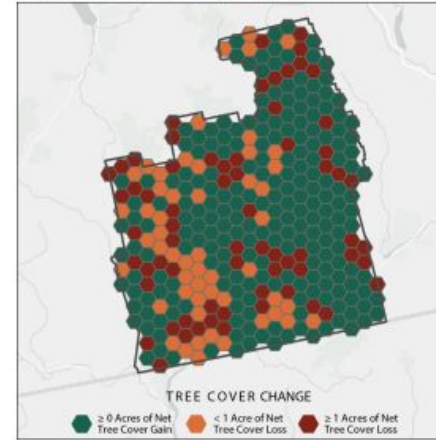 TREE COVER CHANGE
≥ 0 Acres of Net
Tree Cover Gain
< 1 Acre of Net
Tree Cover Loss
≥ 1 Acres of Net
Tree Cover Loss